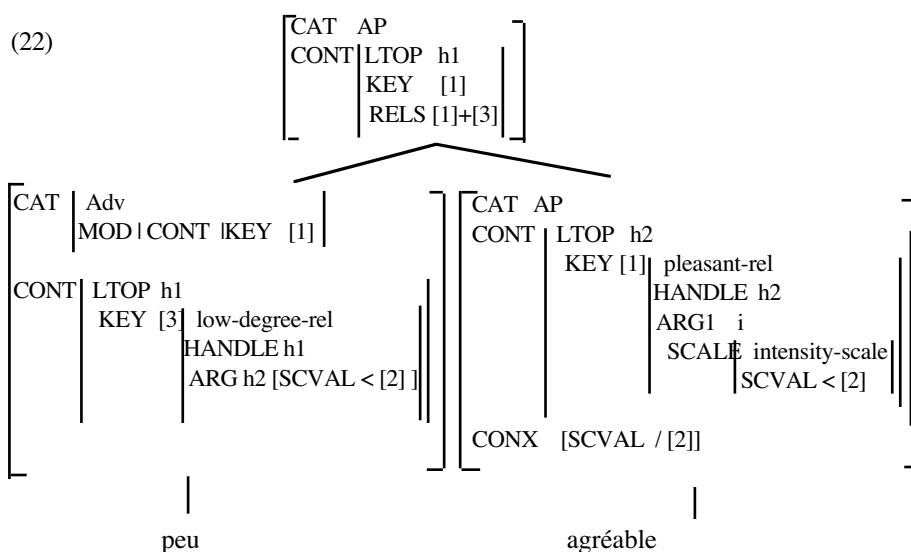 (22)
CAT AP
CONT LTOP h1
KEY [1]
RELS [1]+[3]
CAT Adv
MOD | CONT |KEY [1]
CONT LTOP h1
KEY [3] low-degree-rel
HANDLE h1
ARG h2 [SCVAL < [2] ]
CAT AP
CONT LTOP h2
KEY [1] pleasant-rel
HANDLE h2
ARG1 i
SCALE intensity-scale
SCVAL < [2]
CONX [SCVAL / [2]]
peu
agréable